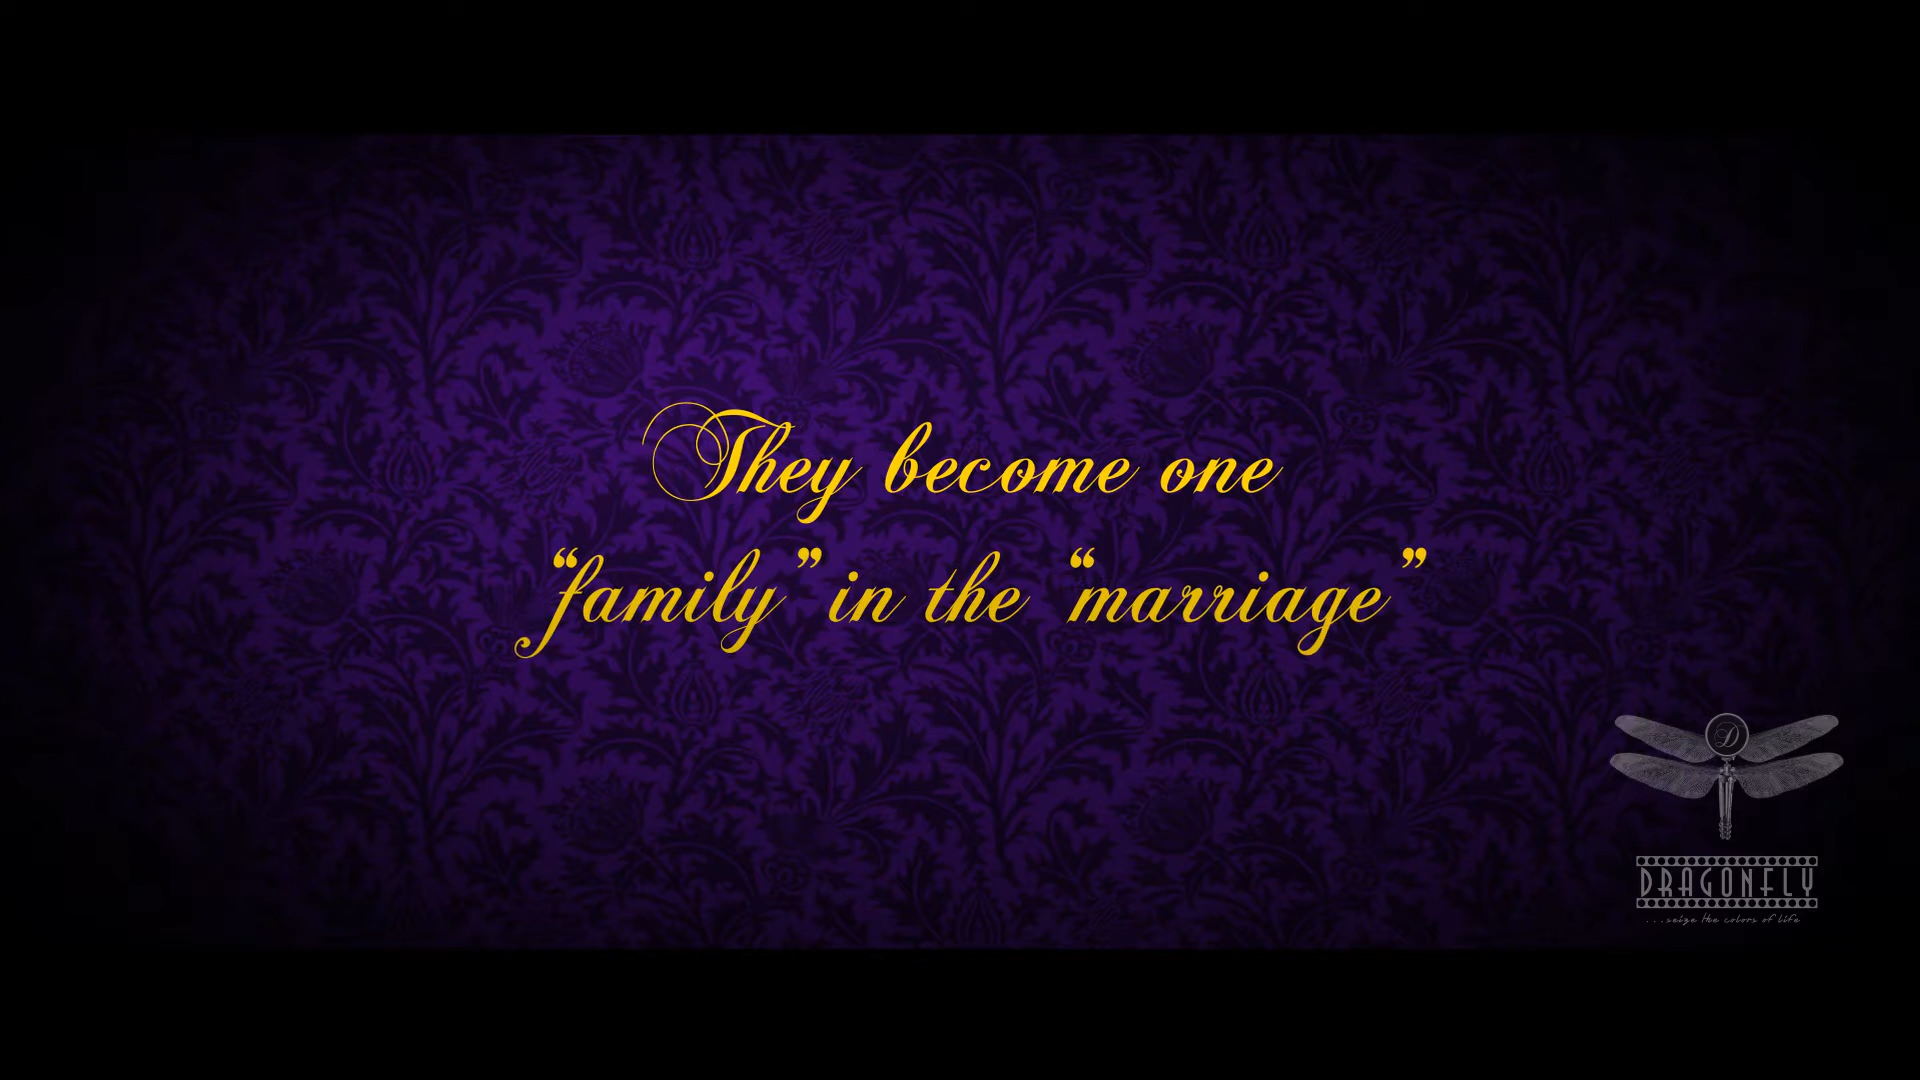 They become one
“family” in the “marriage”
D
DRAGONFLY
...seize the colors of life